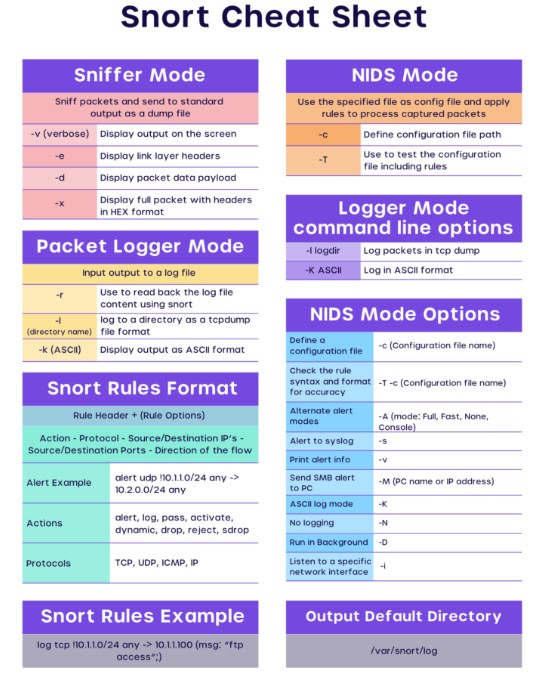 Snort Cheat Sheet
Sniffer Mode
Sniff packets and send to standard
output as a dump file
-v (verbose) Display output on the screen
-e Display link layer headers
-d Display packet data payload
-x Display full packet with headers
in HEX format
Packet Logger Mode
Input output to a log file
-r Use to read back the log file
content using snort
-l log to a directory as a tcpdump
(directory name) file format
-k (ASCII) Display output as ASCII format
Snort Rules Format
Rule Header + (Rule Options)
Action - Protocol - Source/Destination IP's -
Source/Destination Ports - Direction of the flow
Alert Example alert udp !10.1.1.0/24 any ->
10.2.0.0/24 any
Actions alert, log, pass, activate,
dynamic, drop, reject, sdrop
Protocols TCP, UDP, ICMP, IP
Snort Rules Example
log tcp !10.1.1.0/24 any -> 10.1.1.100 (msg: "ftp
access";)
NIDS Mode
Use the specified file as config file and apply
rules to process captured packets
-c Define configuration file path
-T Use to test the configuration
file including rules
Logger Mode
command line options
-l logdir Log packets in tcp dump
-K ASCII Log in ASCII format
NIDS Mode Options
Define a
configuration file -c (Configuration file name)
Check the rule
syntax and format -T -c (Configuration file name)
for accuracy
Alternate alert -A (mode: Full, Fast, None,
modes Console)
Alert to syslog -s
Print alert info -v
Send SMB alert -M (PC name or IP address)
to PC
ASCII log mode -K
No logging -N
Run in Background -D
Listen to a specific -i
network interface
Output Default Directory
/var/snort/log